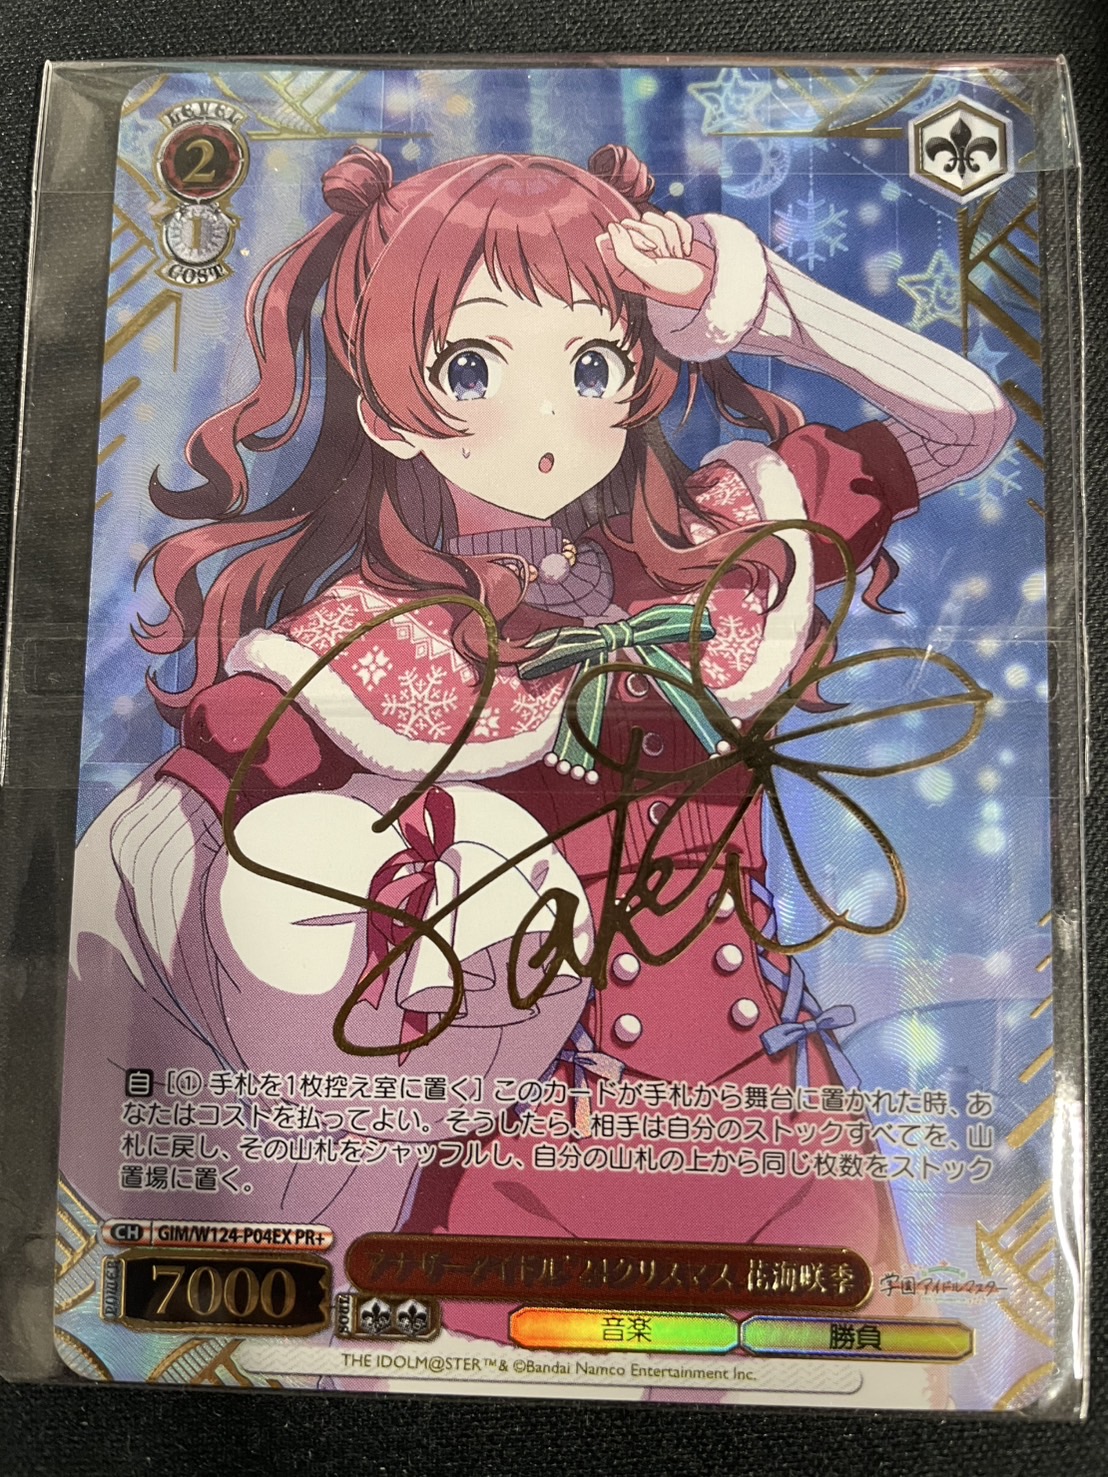 LEVEL
2
1
COST
Saki
自 [① 手札を1枚控え室に置く] このカードが手札から舞台に置かれた時、あ
なたはコストを払ってよい。そうしたら、相手は自分のストックすべてを、山
札に戻し、その山札をシャッフルし、自分の山札の上から同じ枚数をストック
置場に置く。
CH GIM/W124-P04EX PR+
POWER 7000
アナザーアイドル’24クリスマス 花海咲季
学園アイドルマスター
SOUL
音楽
勝負
THE IDOLM@STER™& ©Bandai Namco Entertainment Inc.